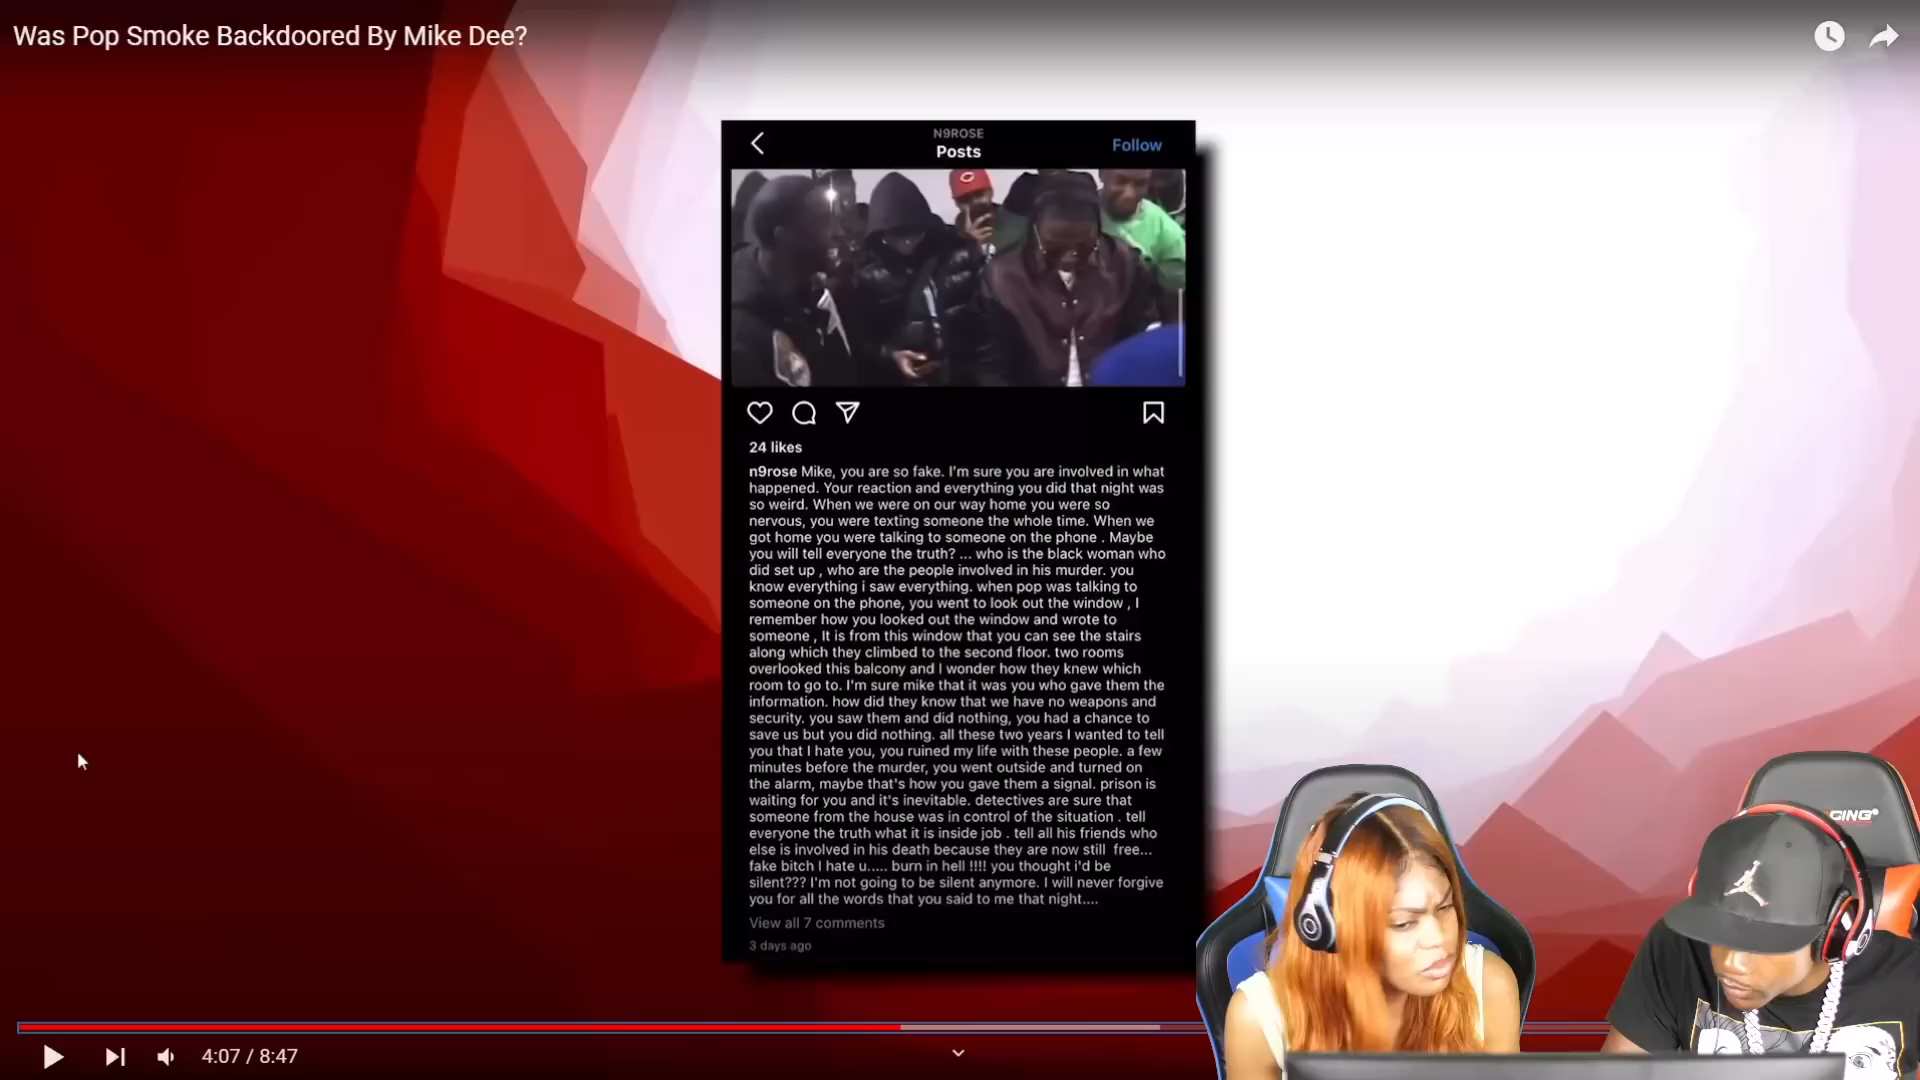 Was Pop Smoke Backdoored By Mike Dee?
N9ROSE
Posts
Follow
24 likes
n9rose Mike, you are so fake. I'm sure you are involved in what
happened. Your reaction and everything you did that night was
so weird. When we were on our way home you were so
nervous, you were texting someone the whole time. When we
got home you were talking to someone on the phone . Maybe
you will tell everyone the truth? ... who is the black woman who
did set up , who are the people involved in his murder. you
know everything i saw everything. when pop was talking to
someone on the phone, you went to look out the window , I
remember how you looked out the window and wrote to
someone , It is from this window that you can see the stairs
along which they climbed to the second floor. two rooms
overlooked this balcony and I wonder how they knew which
room to go to. I'm sure mike that it was you who gave them the
information. how did they know that we have no weapons and
security. you saw them and did nothing, you had a chance to
save us but you did nothing. all these two years I wanted to tell
you that I hate you, you ruined my life with these people. a few
minutes before the murder, you went outside and turned on
the alarm, maybe that's how you gave them a signal. prison is
waiting for you and it's inevitable. detectives are sure that
someone from the house was in control of the situation . tell
everyone the truth what it is inside job . tell all his friends who
else is involved in his death because they are now still free...
fake bitch I hate u..... burn in hell !!!! you thought i'd be
silent??? I'm not going to be silent anymore. I will never forgive
you for all the words that you said to me that night....
View all 7 comments
3 days ago
CING
4:07 / 8:47